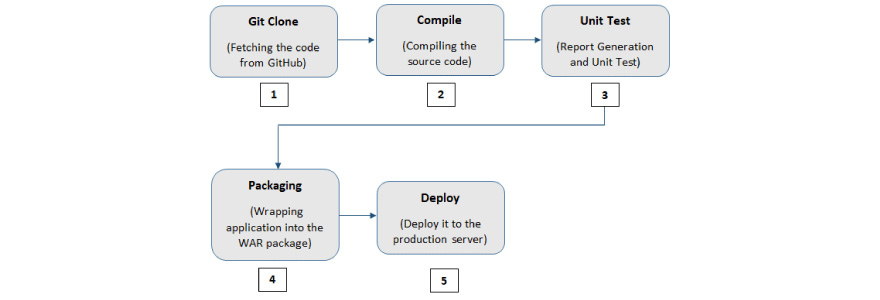 Git Clone
(Fetching the code
from GitHub)
1
Compile
(Compiling the
source code)
2
Unit Test
(Report Generation
and Unit Test)
3
Packaging
(Wrapping
application into the
WAR package)
4
Deploy
(Deploy it to the
production server)
5